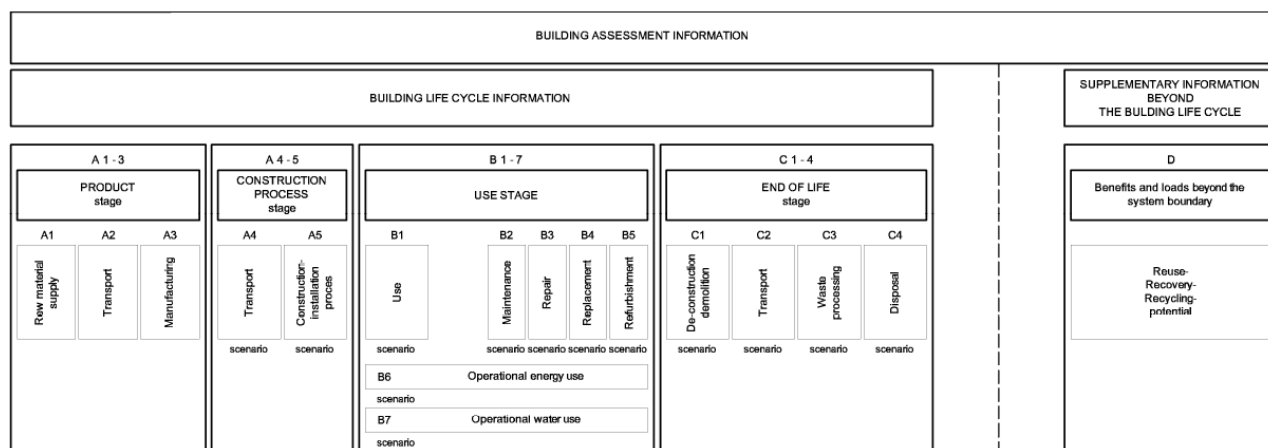 BUILDING ASSESSMENT INFORMATION
BUILDING LIFE CYCLE INFORMATION
SUPPLEMENTARY INFORMATION
BEYOND
THE BULDING LIFE CYCLE
A 1 - 3
PRODUCT
stage
A1
A2
A3
Rew material
supply
Transport
Manufacturing
A 4 - 5
CONSTRUCTION
PROCESS
stage
A4
A5
Transport
Construction-
installation
proces
scenario
scenario
B 1 - 7
USE STAGE
B1
B2
B3
B4
B5
Use
Maintenance
Repair
Replacement
Refurbishment
scenario
scenario
scenario
scenario
scenario
B6
Operational energy use
scenario
B7
Operational water use
scenario
C 1 - 4
END OF LIFE
stage
C1
C2
C3
C4
De-construction
demolition
Transport
Waste
processing
Disposal
scenario
scenario
scenario
scenario
D
Benefits and loads beyond the
system boundary
Reuse-
Recovery-
Recycling-
potential